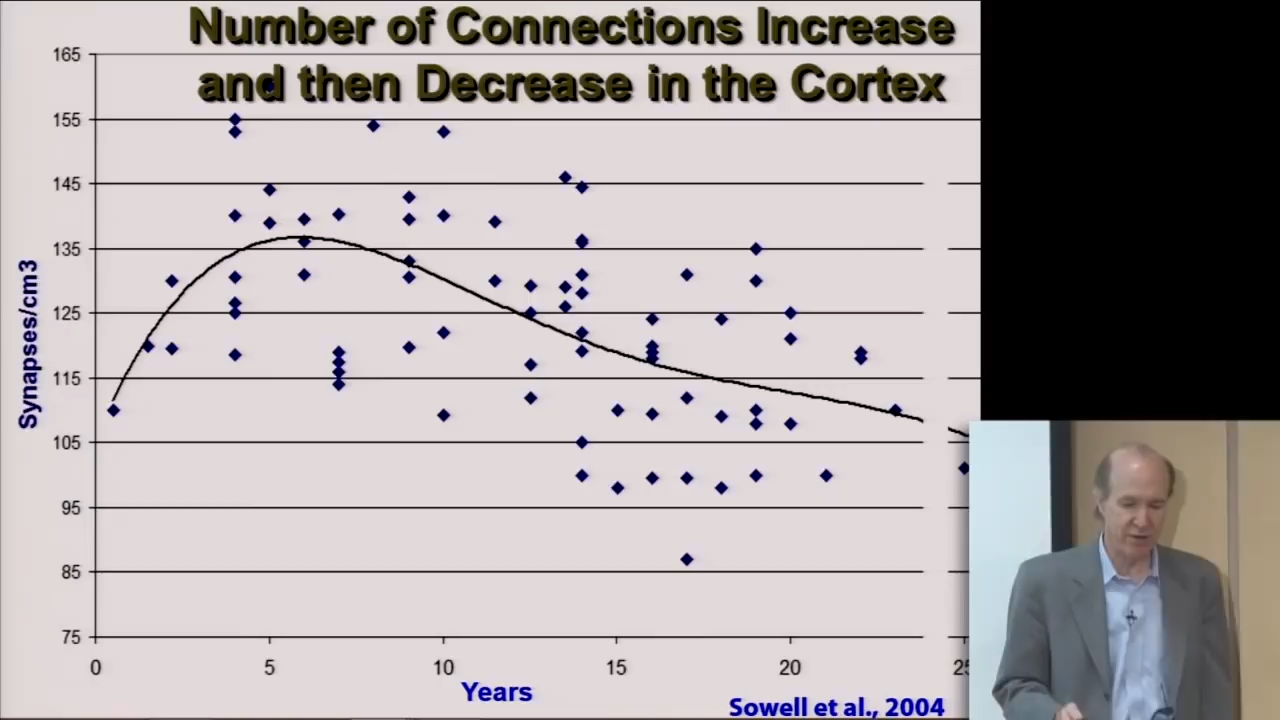 Number of Connections Increase
and then Decrease in the Cortex
165
155
145
135
125
115
105
95
85
75
Synapses/cm3
0 5 10 15 20 25
Years
Sowell et al., 2004